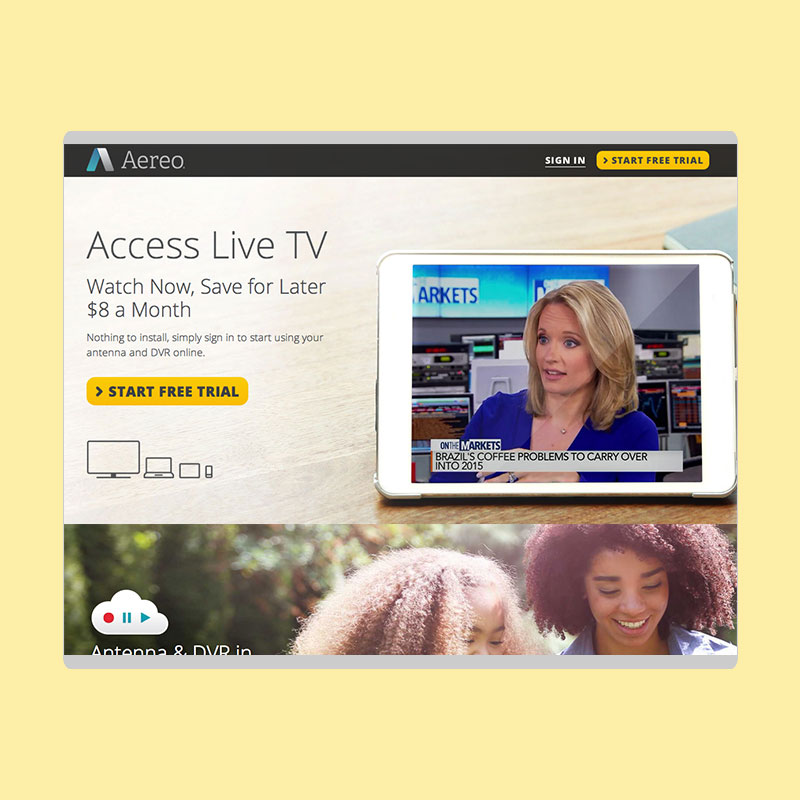 Aereo
SIGN IN
START FREE TRIAL
Access Live TV
Watch Now, Save for Later
$8 a Month
Nothing to install, simply sign in to start using your
antenna and DVR online.
START FREE TRIAL
ARKETS
M
ON THE MARKETS
BRAZIL'S COFFEE PROBLEMS TO CARRY OVER
INTO 2015
Antenna & DVR in